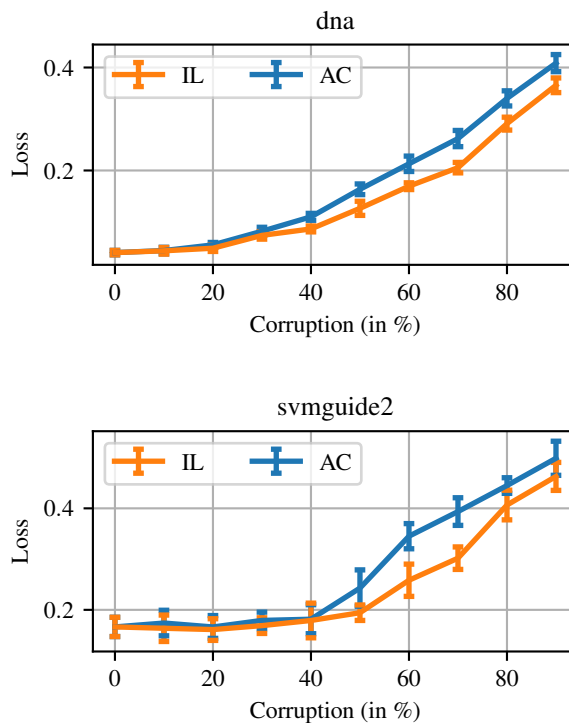 dna
IL AC
Loss
0.4
0.2
0 20 40 60 80
Corruption (in %)
svmguide2
IL AC
Loss
0.4
0.2
0 20 40 60 80
Corruption (in %)